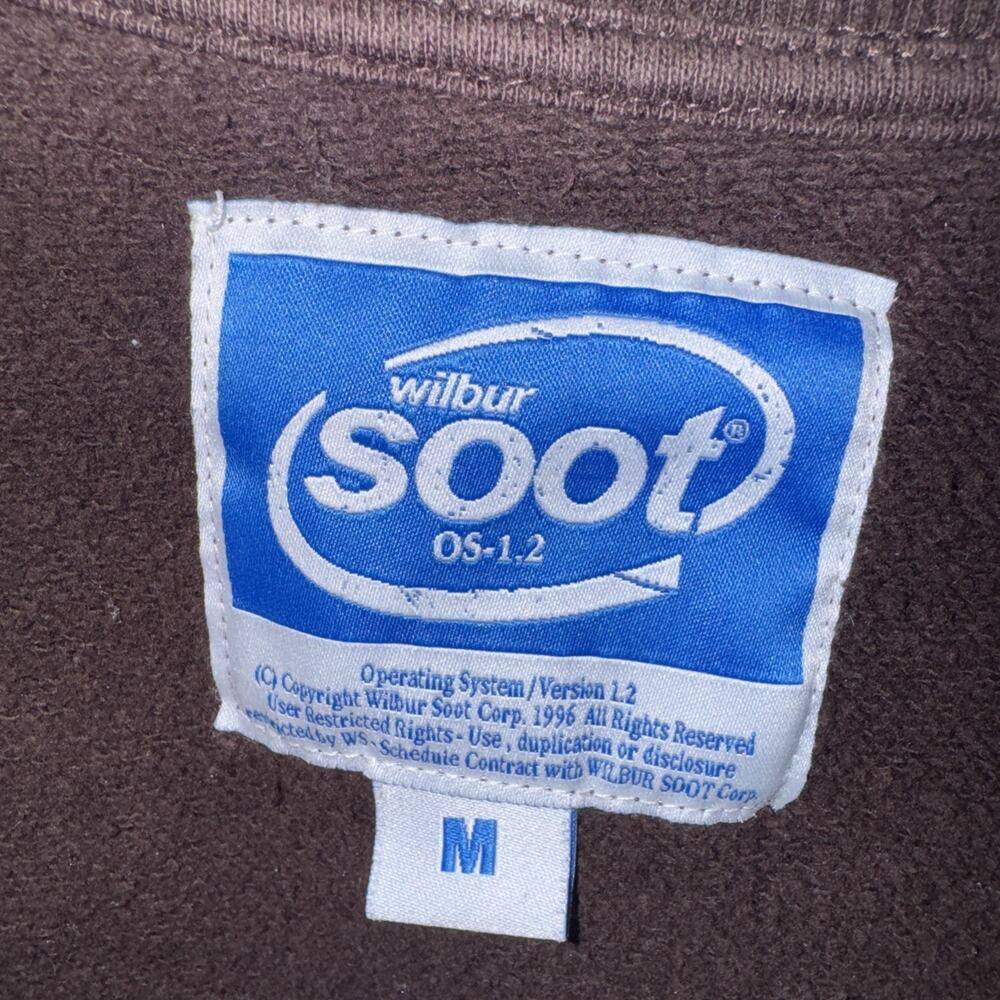 wilbur
soot®
OS-1.2
Operating System/Version 1.2
(C) Copyright Wilbur Soot Corp. 1996 All Rights Reserved
User Restricted Rights - Use, duplication or disclosure
restricted by WS. Schedule Contract with WILBUR SOOT Corp.
M